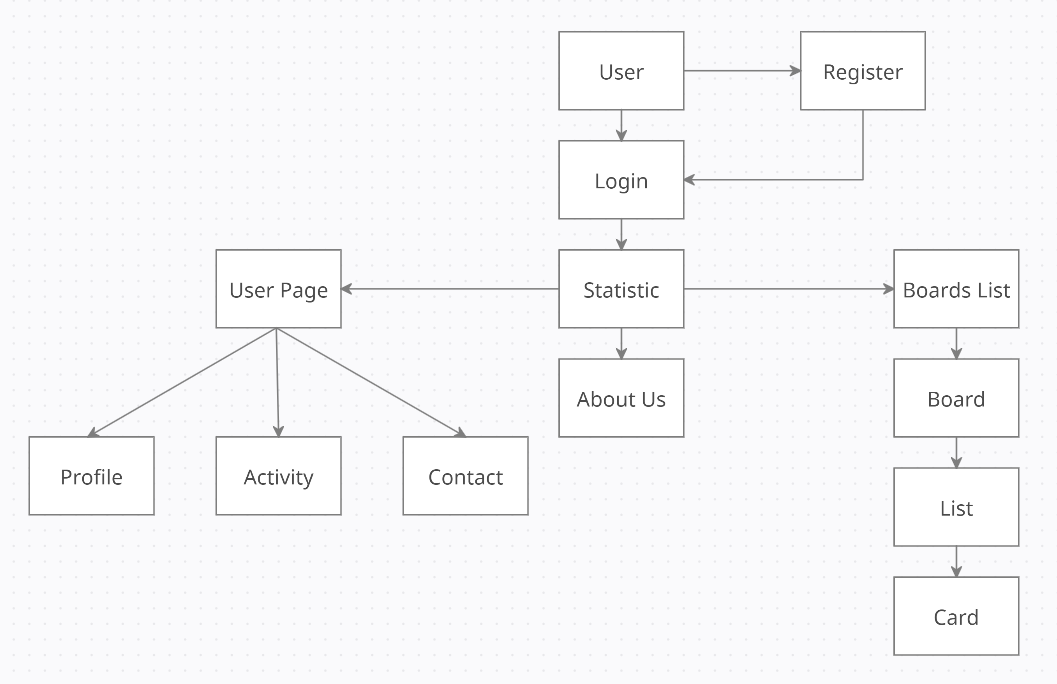 User
Register
Login
User Page
Statistic
Boards List
About Us
Board
Profile
Activity
Contact
List
Card